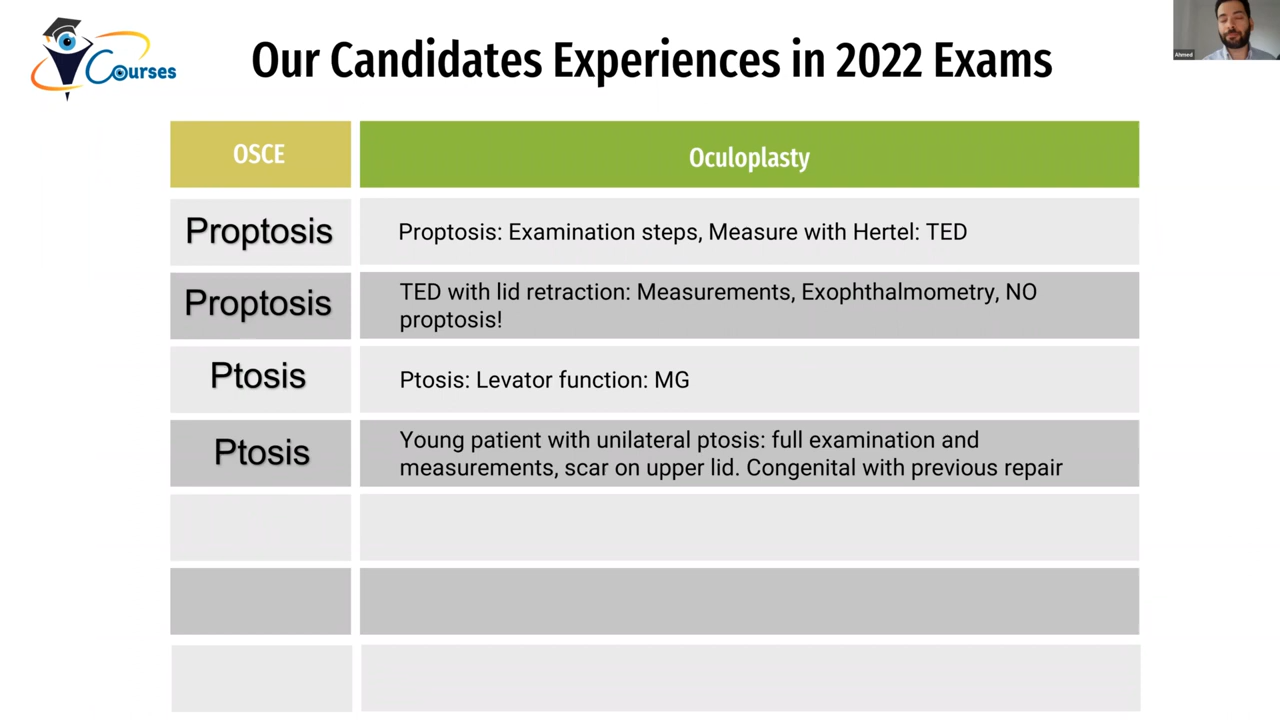 Courses
Our Candidates Experiences in 2022 Exams
Ahmed
OSCE
Oculoplasty
Proptosis
Proptosis: Examination steps, Measure with Hertel: TED
Proptosis
TED with lid retraction: Measurements, Exophthalmometry, NO
proptosis!
Ptosis
Ptosis: Levator function: MG
Ptosis
Young patient with unilateral ptosis: full examination and
measurements, scar on upper lid. Congenital with previous repair